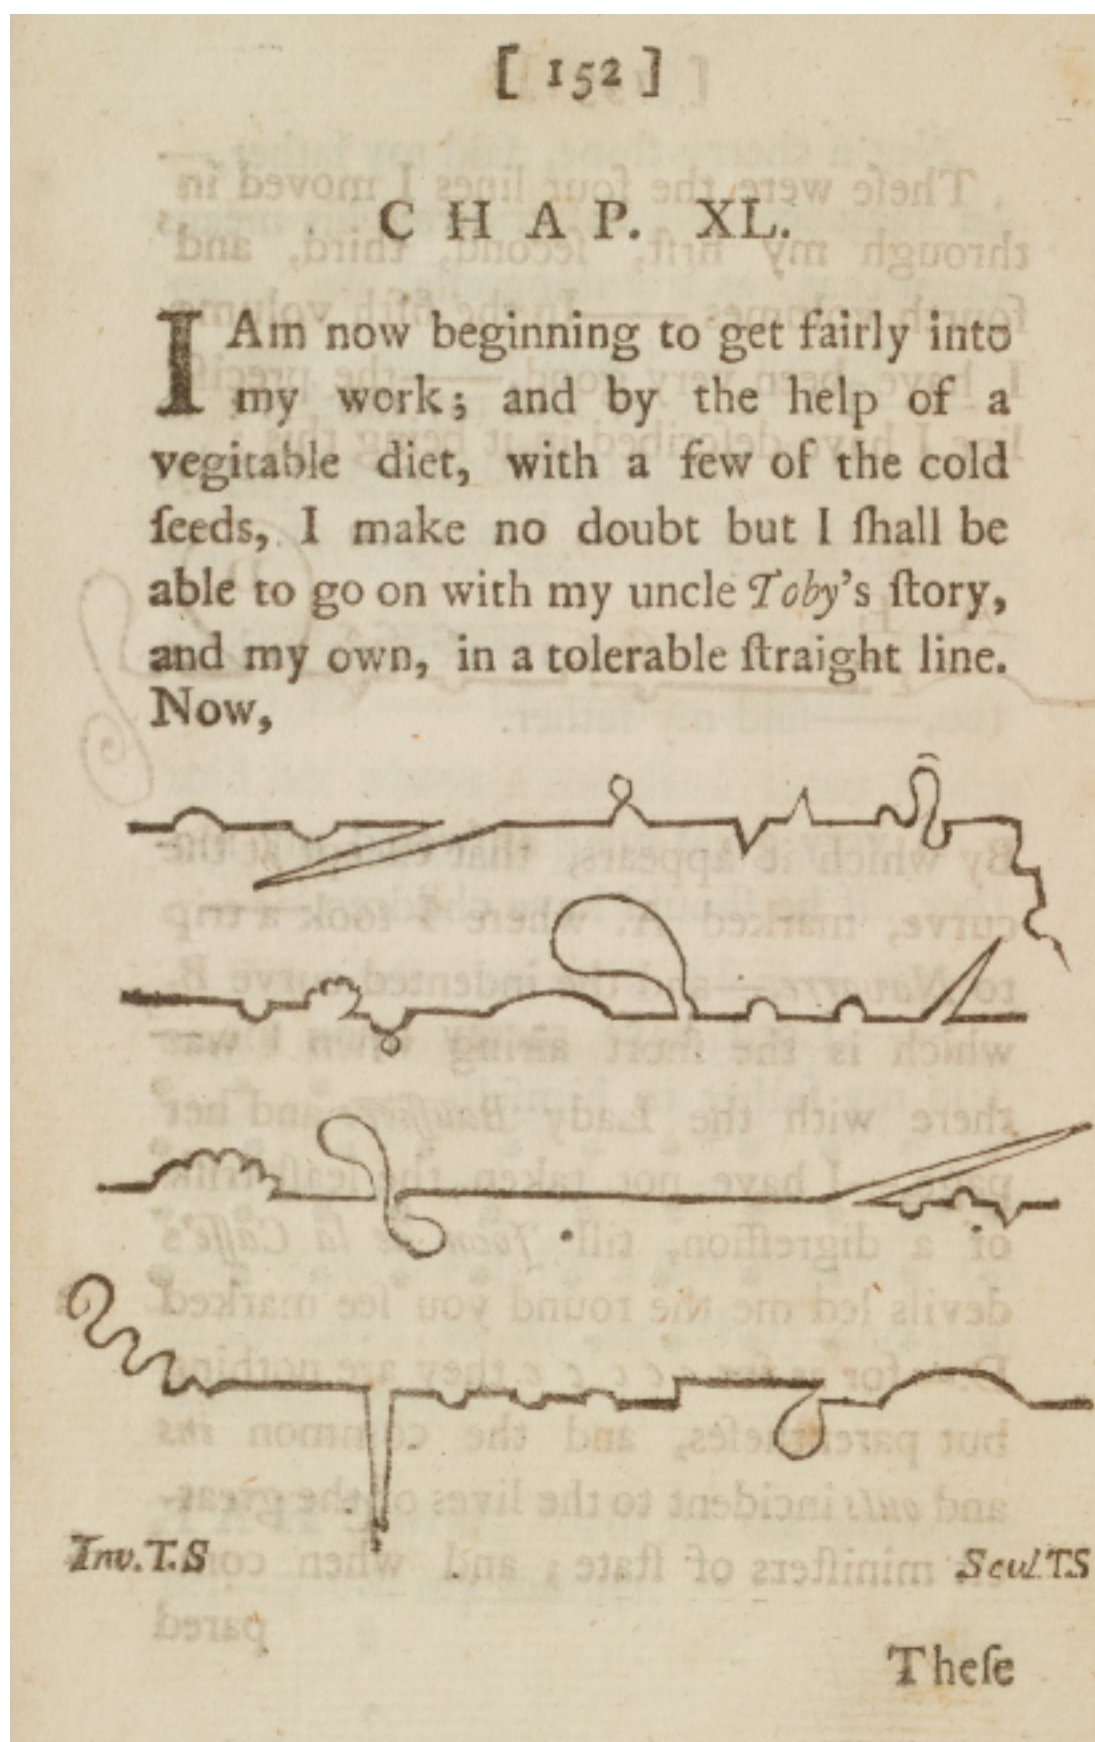 [ 152 ]
CHAP. XL.
I Am now beginning to get fairly into
my work; and by the help of a
vegitable diet, with a few of the cold
ſeeds, I make no doubt but I ſhall be
able to go on with my uncle Toby's ſtory,
and my own, in a tolerable ſtraight line.
Now,
Inv. T.S
Scul. T.S
Theſe